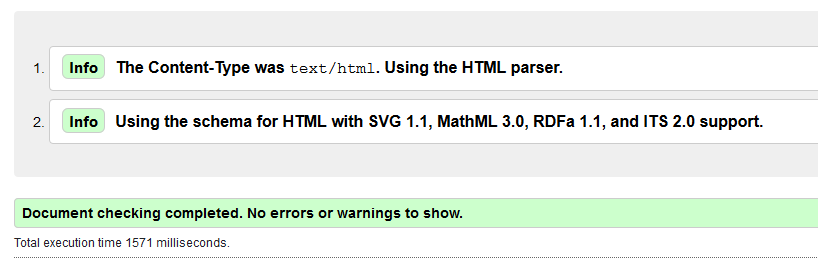 1. Info The Content-Type was text/html. Using the HTML parser.
2. Info Using the schema for HTML with SVG 1.1, MathML 3.0, RDFa 1.1, and ITS 2.0 support.
Document checking completed. No errors or warnings to show.
Total execution time 1571 milliseconds.